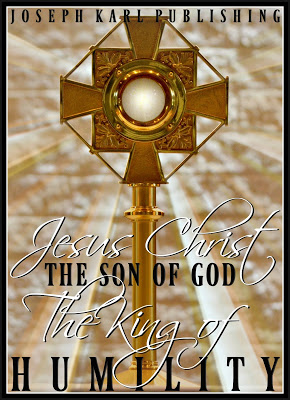 JOSEPH KARL PUBLISHING
Jesus Christ
THE SON OF GOD
The King of
HUMILITY